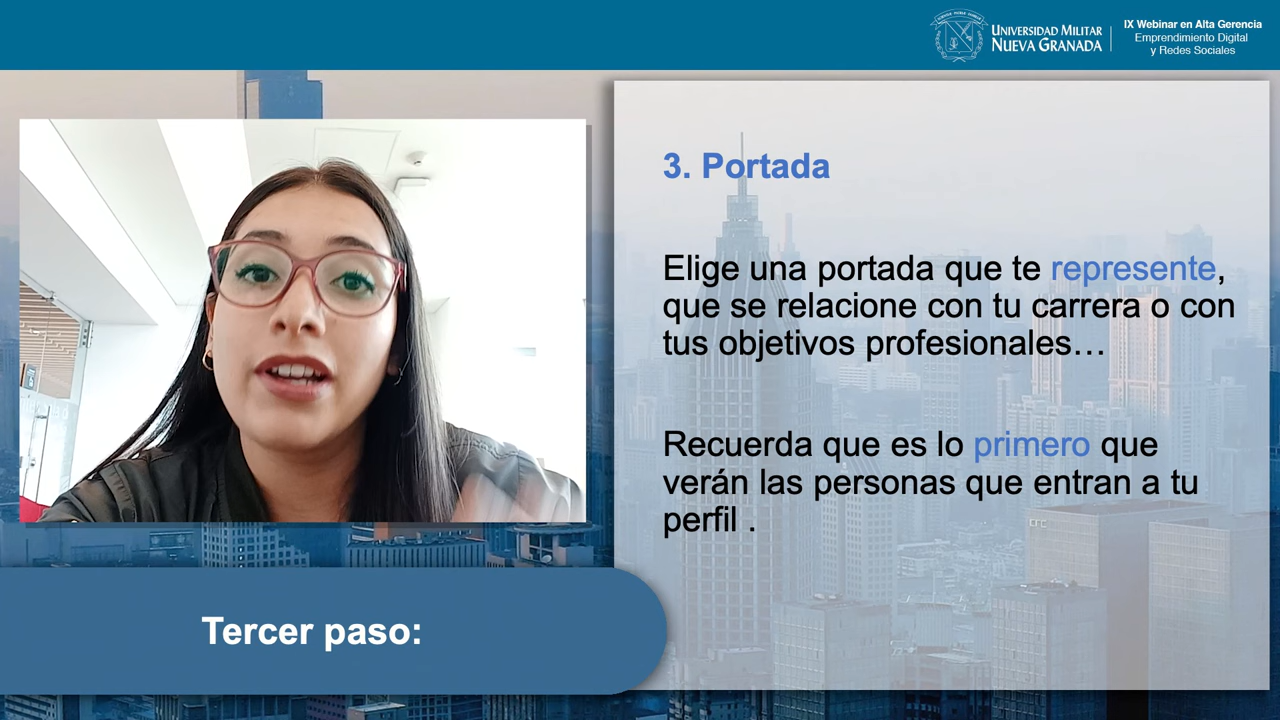 UNIVERSIDAD MILITAR
NUEVA GRANADA
IX Webinar en Alta Gerencia
Emprendimiento Digital
y Redes Sociales
3. Portada
Elige una portada que te represente,
que se relacione con tu carrera o con
tus objetivos profesionales…
Recuerda que es lo primero que
verán las personas que entran a tu
perfil .
Tercer paso: